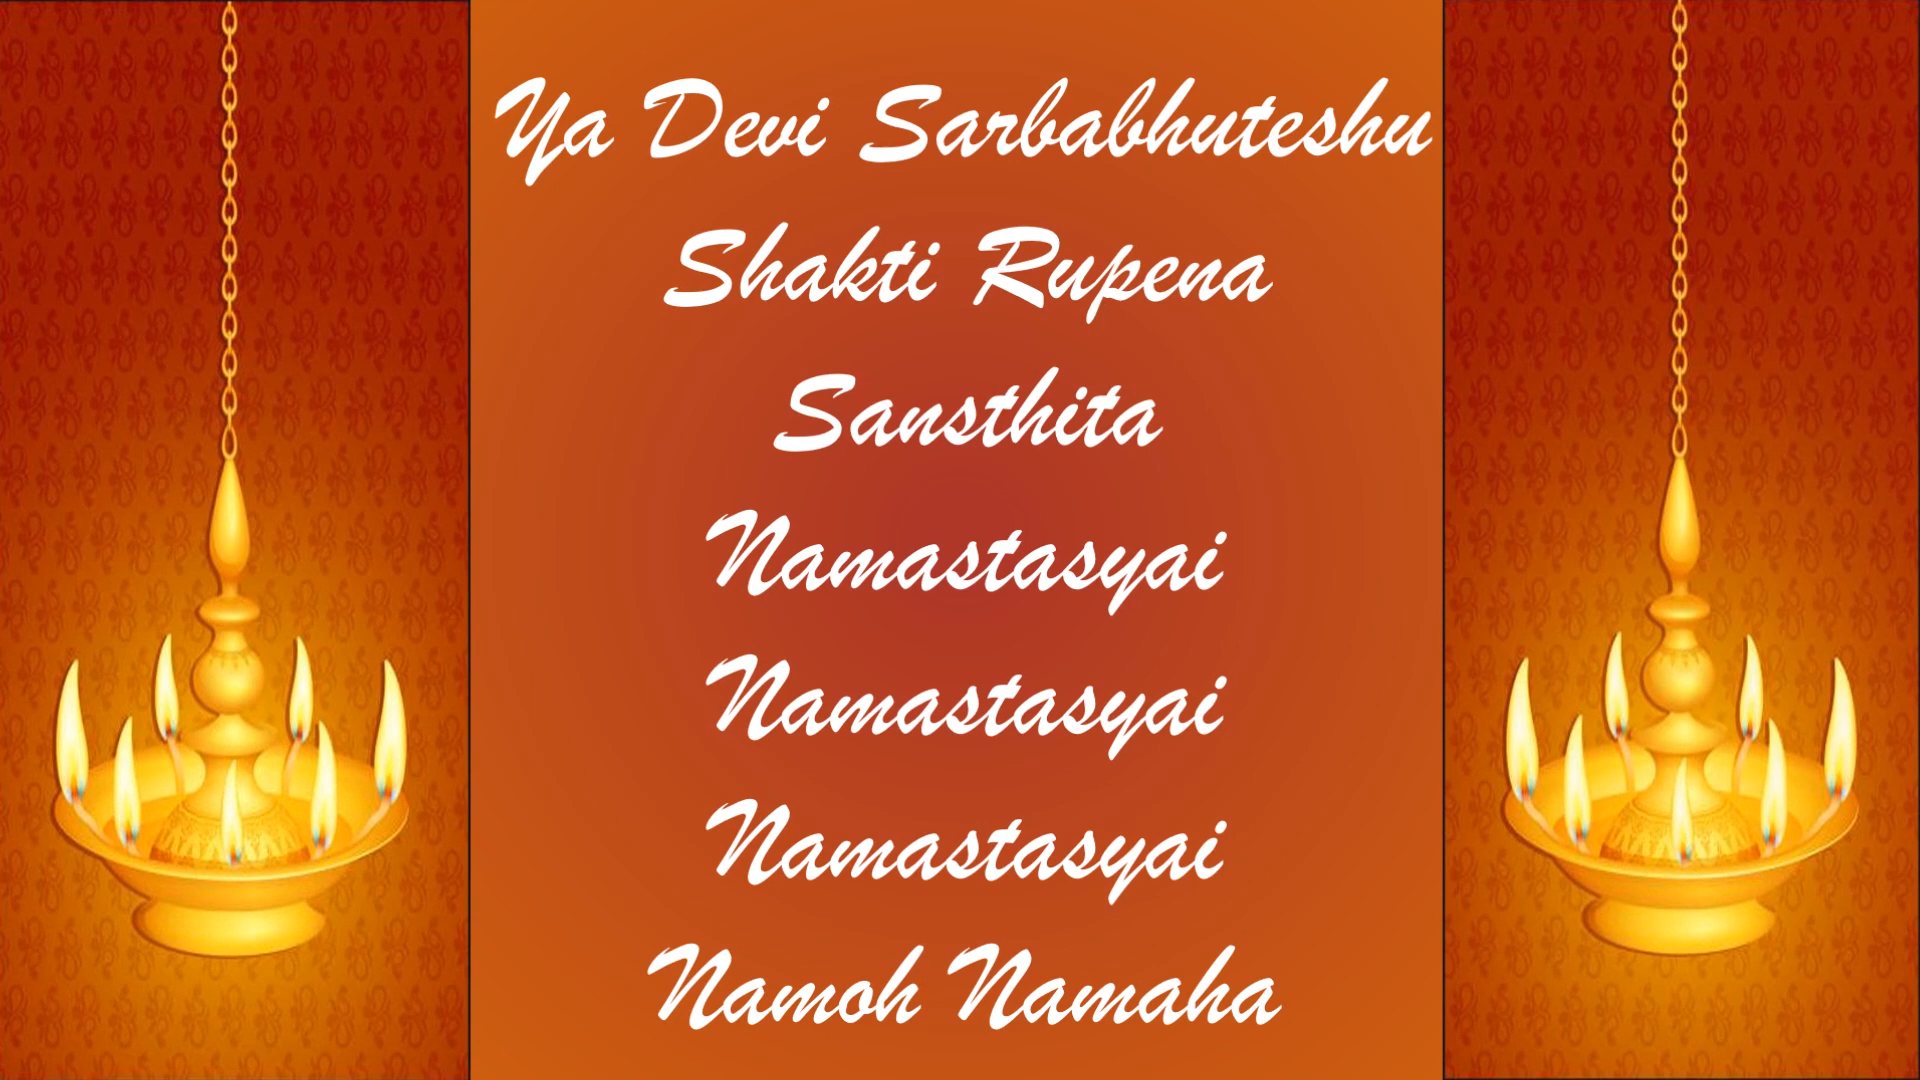 Ya Devi Sarbabhuteshu
Shakti Rupena
Sansthita
Namastasyai
Namastasyai
Namastasyai
Namoh Namaha